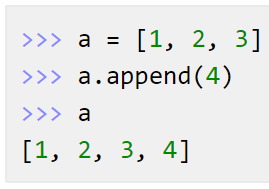 >>> a = [1, 2, 3]
>>> a.append(4)
>>> a
[1, 2, 3, 4]